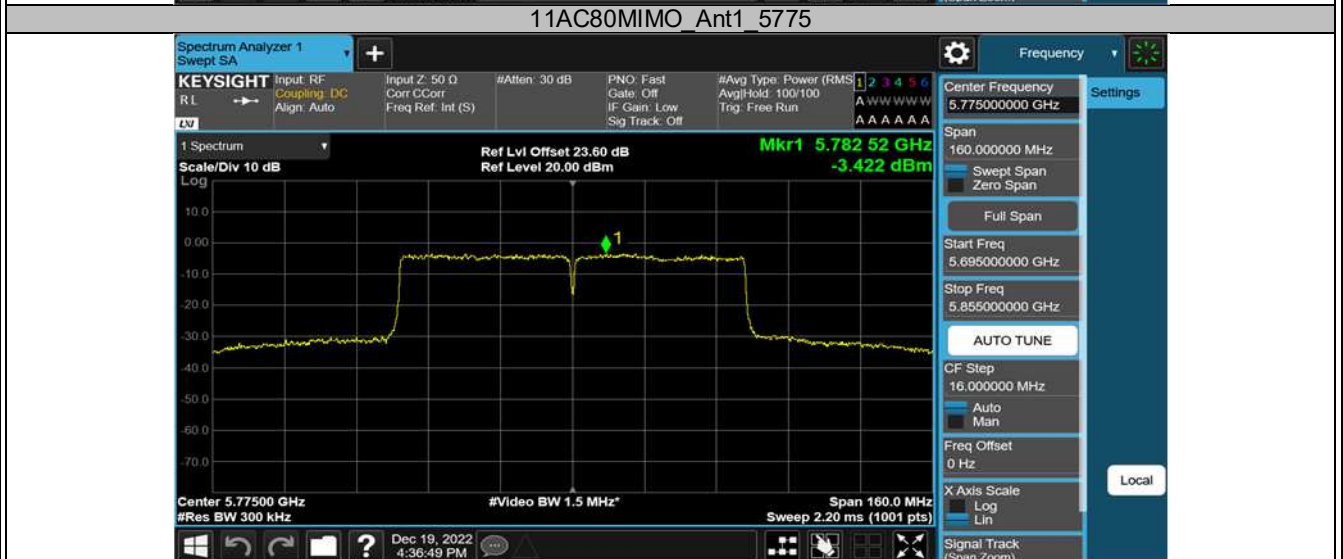 11AC80MIMO_Ant1_5775
Spectrum Analyzer 1
Swept SA
Frequency
KEYSIGHT
RL
LXI
Input: RF
Coupling: DC
Align: Auto
Input Z: 50 Ω
Corr CCorr
Freq Ref: Int (S)
#Atten: 30 dB
PNO: Fast
Gate: Off
IF Gain: Low
Sig Track: Off
#Avg Type: Power (RMS
Avg|Hold: 100/100
Trig: Free Run
1 2 3 4 5 6
A W W W W W
A A A A A A
Center Frequency
5.775000000 GHz
Settings
1 Spectrum
Scale/Div 10 dB
Log
Ref Lvl Offset 23.60 dB
Ref Level 20.00 dBm
Mkr1 5.782 52 GHz
-3.422 dBm
Span
160.000000 MHz
Swept Span
Zero Span
Full Span
Start Freq
5.695000000 GHz
Stop Freq
5.855000000 GHz
AUTO TUNE
CF Step
16.000000 MHz
Auto
Man
Freq Offset
0 Hz
X Axis Scale
Log
Lin
Signal Track
(Span Zoom)
Local
10.0
0.00
-10.0
-20.0
-30.0
-40.0
-50.0
-60.0
-70.0
1
Center 5.77500 GHz
#Res BW 300 kHz
#Video BW 1.5 MHz*
Span 160.0 MHz
Sweep 2.20 ms (1001 pts)
?
Dec 19, 2022
4:36:49 PM